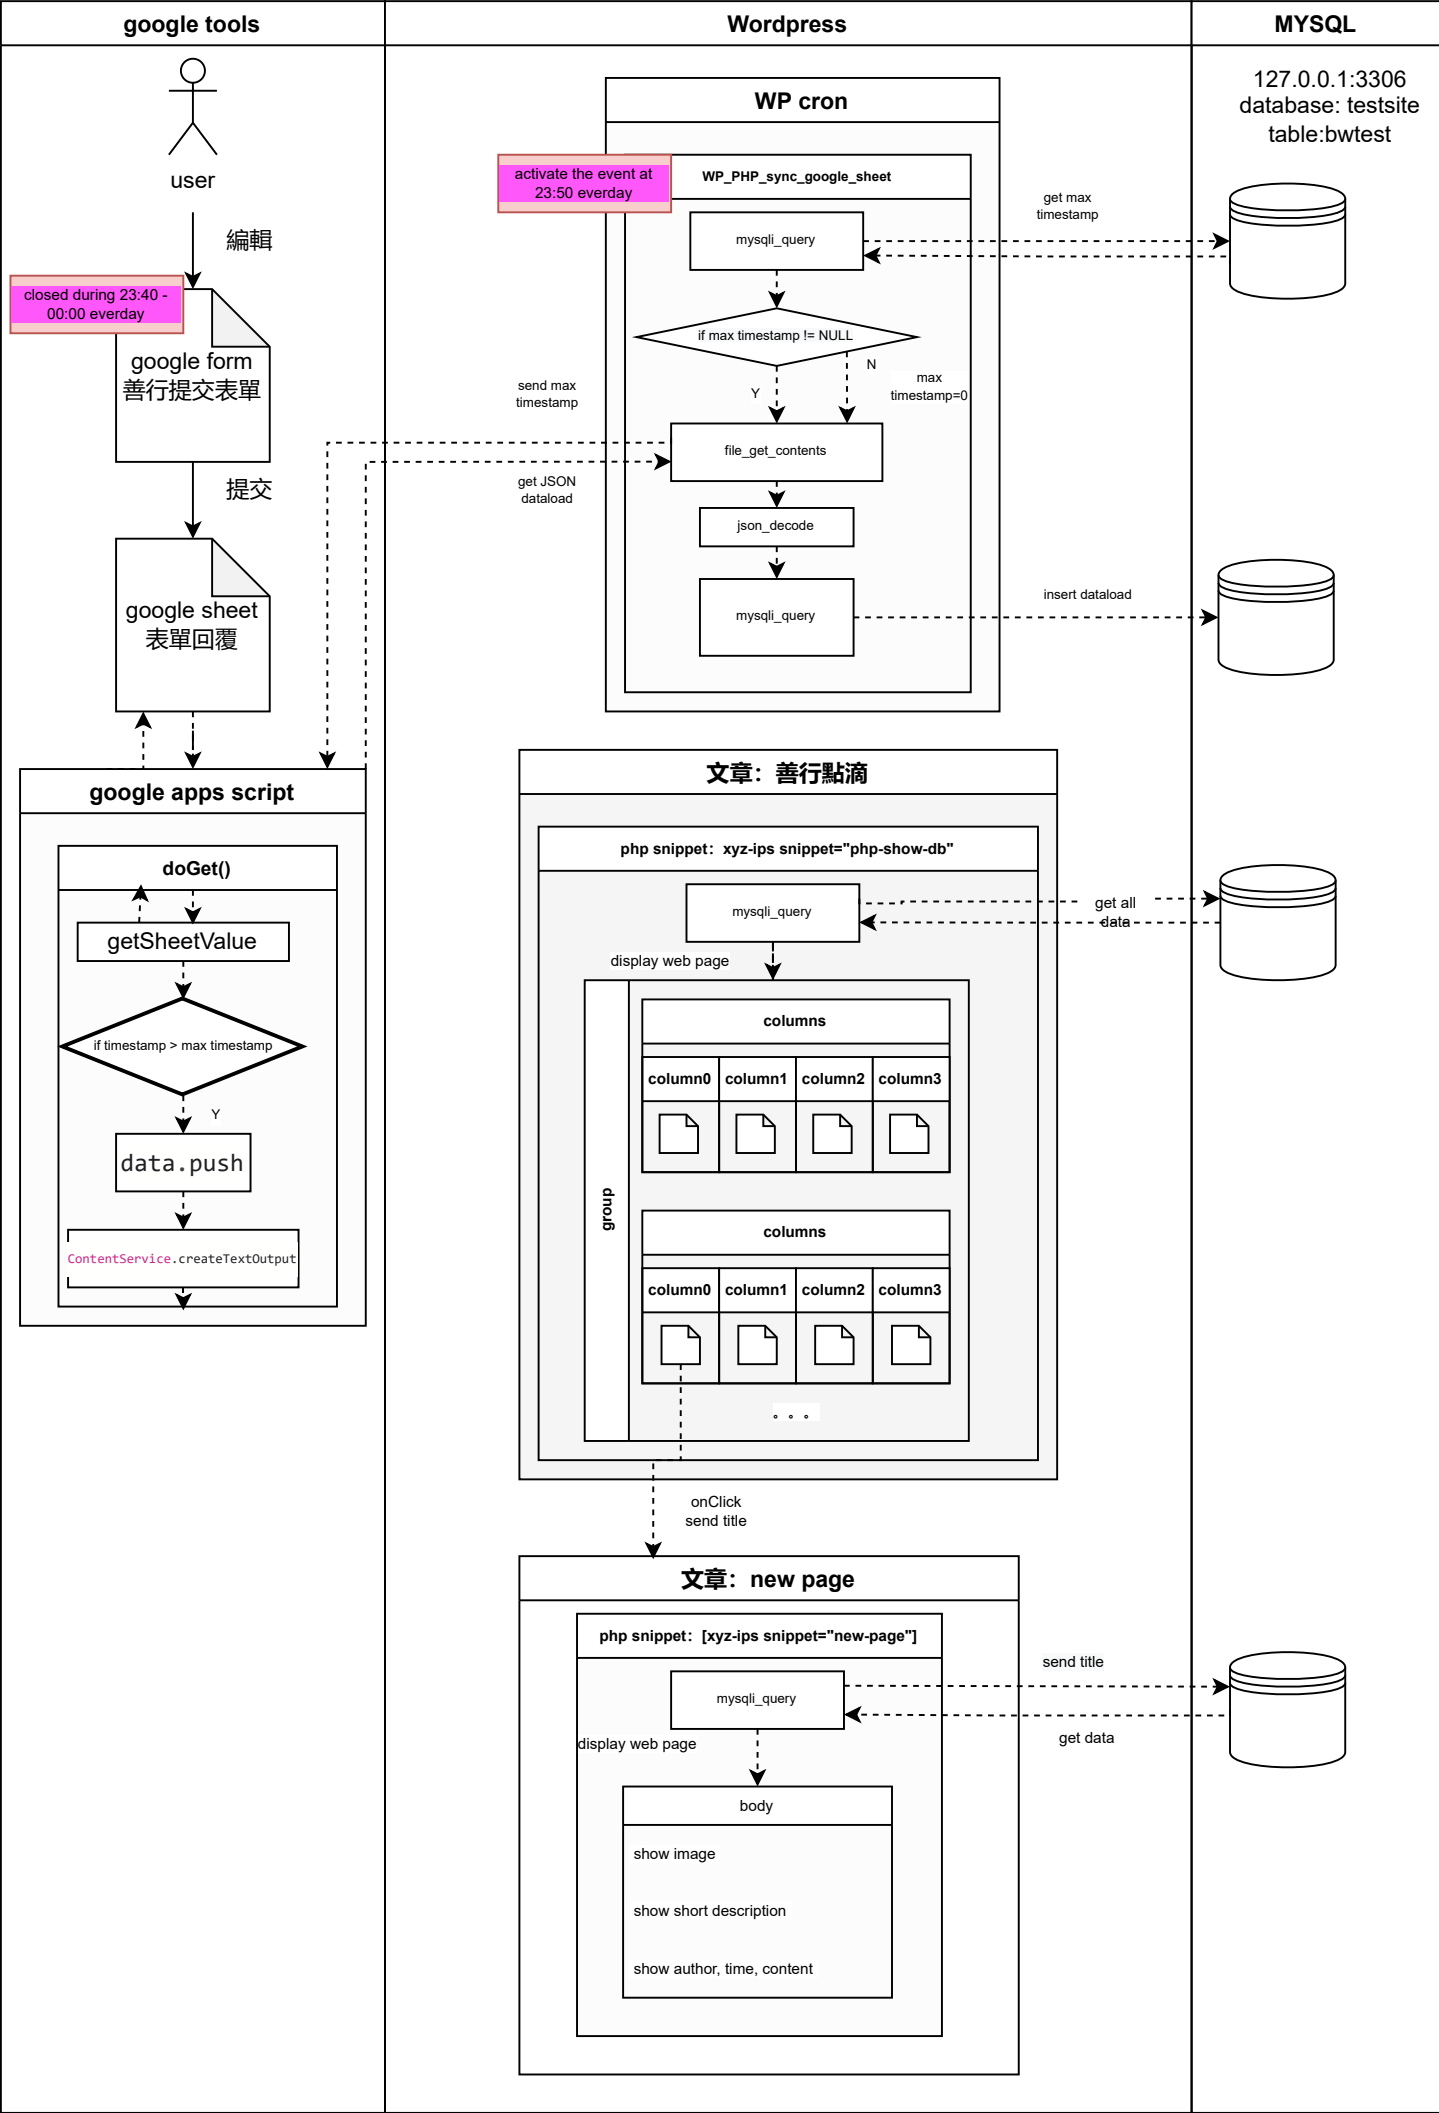 google tools
Wordpress
MYSQL
user
編輯
closed during 23:40 -
00:00 everday
google form
善行提交表單
提交
google sheet
表單回覆
google apps script
doGet()
getSheetValue
if timestamp > max timestamp
Y
data.push
ContentService.createTextOutput
WP cron
activate the event at
23:50 everday
WP_PHP_sync_google_sheet
mysqli_query
get max
timestamp
if max timestamp != NULL
N
Y
max
timestamp=0
send max
timestamp
file_get_contents
get JSON
dataload
json_decode
mysqli_query
insert dataload
127.0.0.1:3306
database: testsite
table:bwtest
文章：善行點滴
php snippet：xyz-ips snippet="php-show-db"
mysqli_query
get all
data
display web page
group
columns
column0 column1 column2 column3
columns
column0 column1 column2 column3
。。。
onClick
send title
文章：new page
php snippet：[xyz-ips snippet="new-page"]
mysqli_query
send title
get data
display web page
body
show image
show short description
show author, time, content